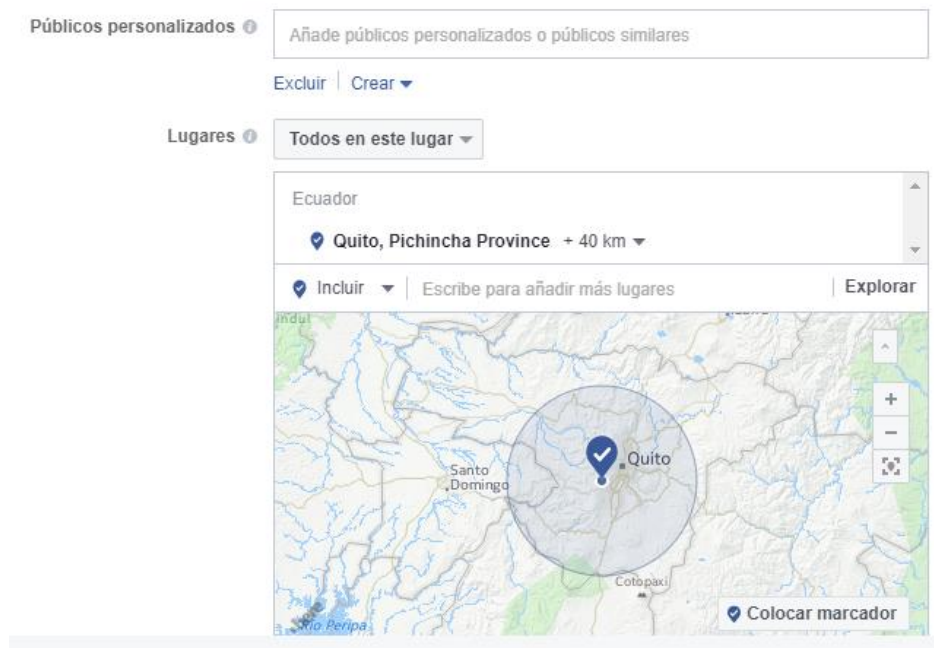 Públicos personalizados
Añade públicos personalizados o públicos similares
Excluir Crear
Lugares
Todos en este lugar
Ecuador
Quito, Pichincha Province + 40 km
Incluir Escribe para añadir más lugares Explorar
indul
Quito
Santo
Domingo
Cotopaxi
Colocar marcador
Río Peripa
+
−